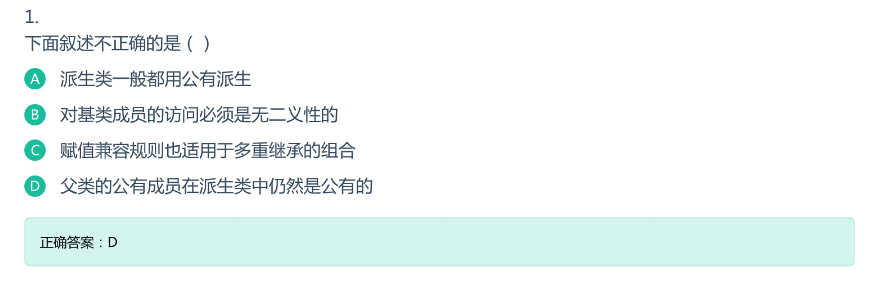 1.
下面叙述不正确的是（ ）
A 派生类一般都用公有派生
B 对基类成员的访问必须是无二义性的
C 赋值兼容规则也适用于多重继承的组合
D 父类的公有成员在派生类中仍然是公有的
正确答案：D